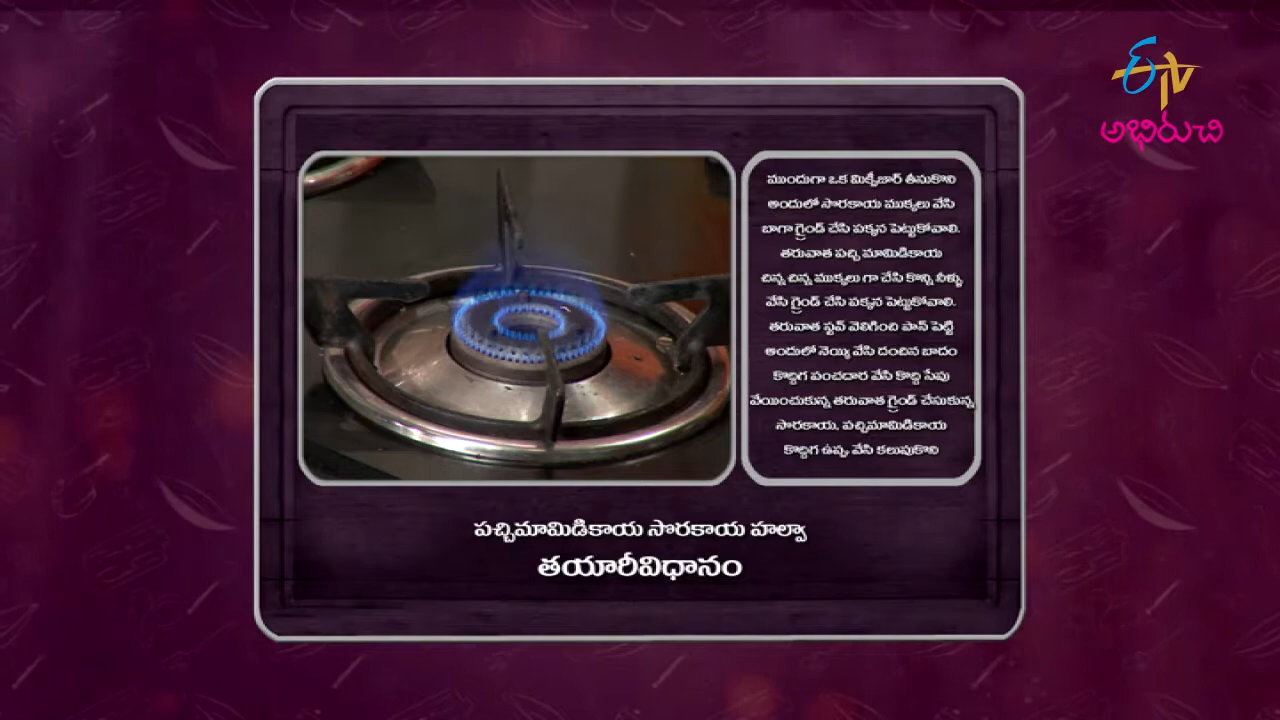 ETV
అభిరుచి
ముందుగా ఒక మిక్సీజార్ తీసుకొని
అందులో సొరకాయ ముక్కలు వేసి
బాగా గ్రైండ్ చేసి పక్కన పెట్టుకోవాలి.
తరువాత పచ్చి మామిడికాయ
చిన్న చిన్న ముక్కలు గా చేసి కొన్ని నీళ్ళు
వేసి గ్రైండ్ చేసి పక్కన పెట్టుకోవాలి.
తరువాత స్టవ్ వెలిగించి పాన్ పెట్టి
అందులో నెయ్యి వేసి దంచిన బాదం
కొద్దిగ పంచదార వేసి కొద్ది సేపు
వేయించుకున్న తరువాత గ్రైండ్ చేసుకున్న
సొరకాయ, పచ్చిమామిడికాయ
కొద్దిగ ఉప్పు వేసి కలుపుకొని
పచ్చిమామిడికాయ సొరకాయ హల్వా
తయారీవిధానం